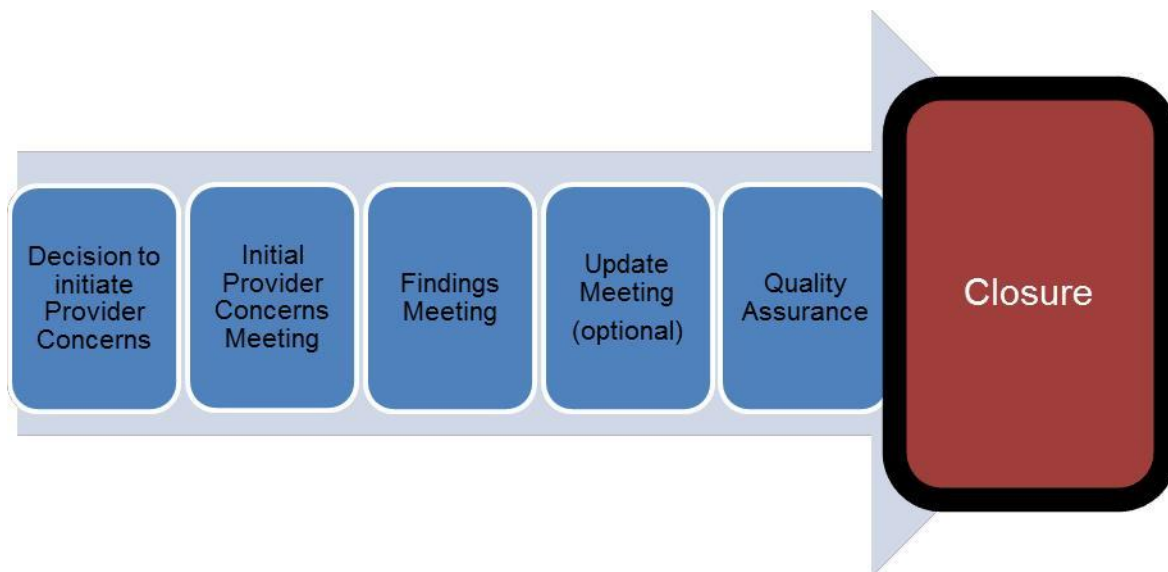 Decision to
initiate
Provider
Concerns
Initial
Provider
Concerns
Meeting
Findings
Meeting
Update
Meeting
(optional)
Quality
Assurance
Closure